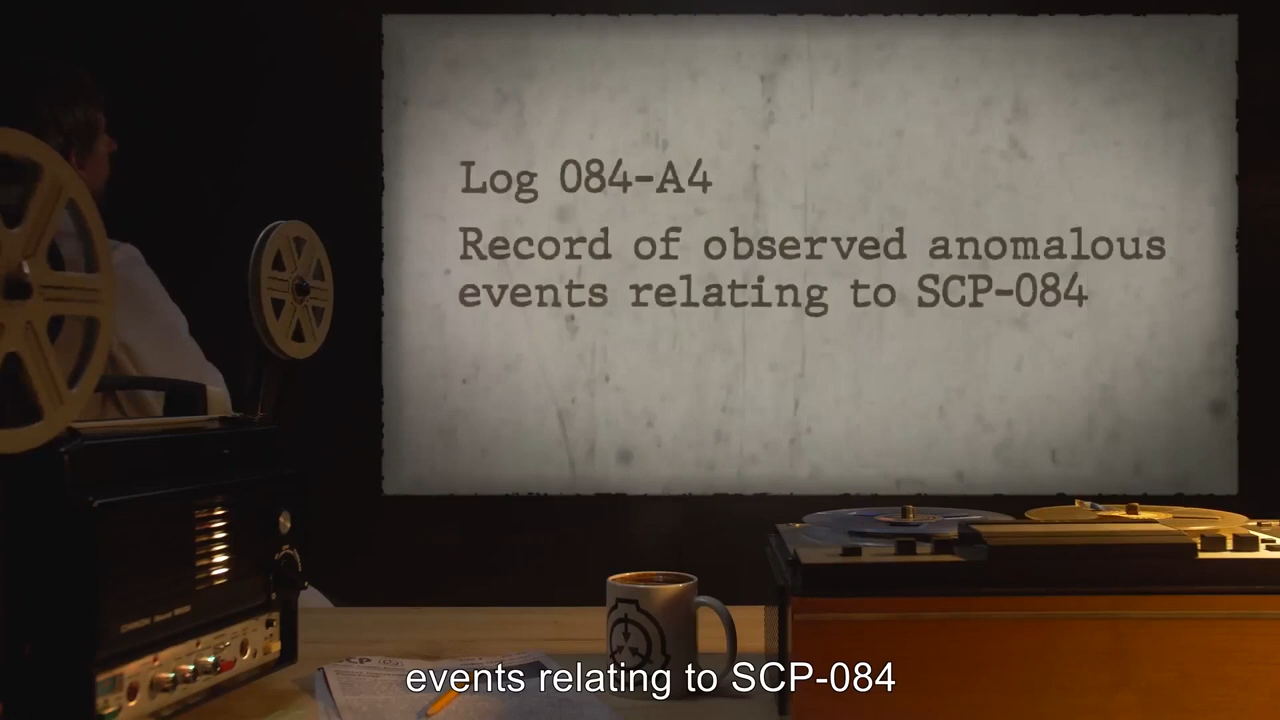 Log 084-A4
Record of observed anomalous
events relating to SCP-084
events relating to SCP-084